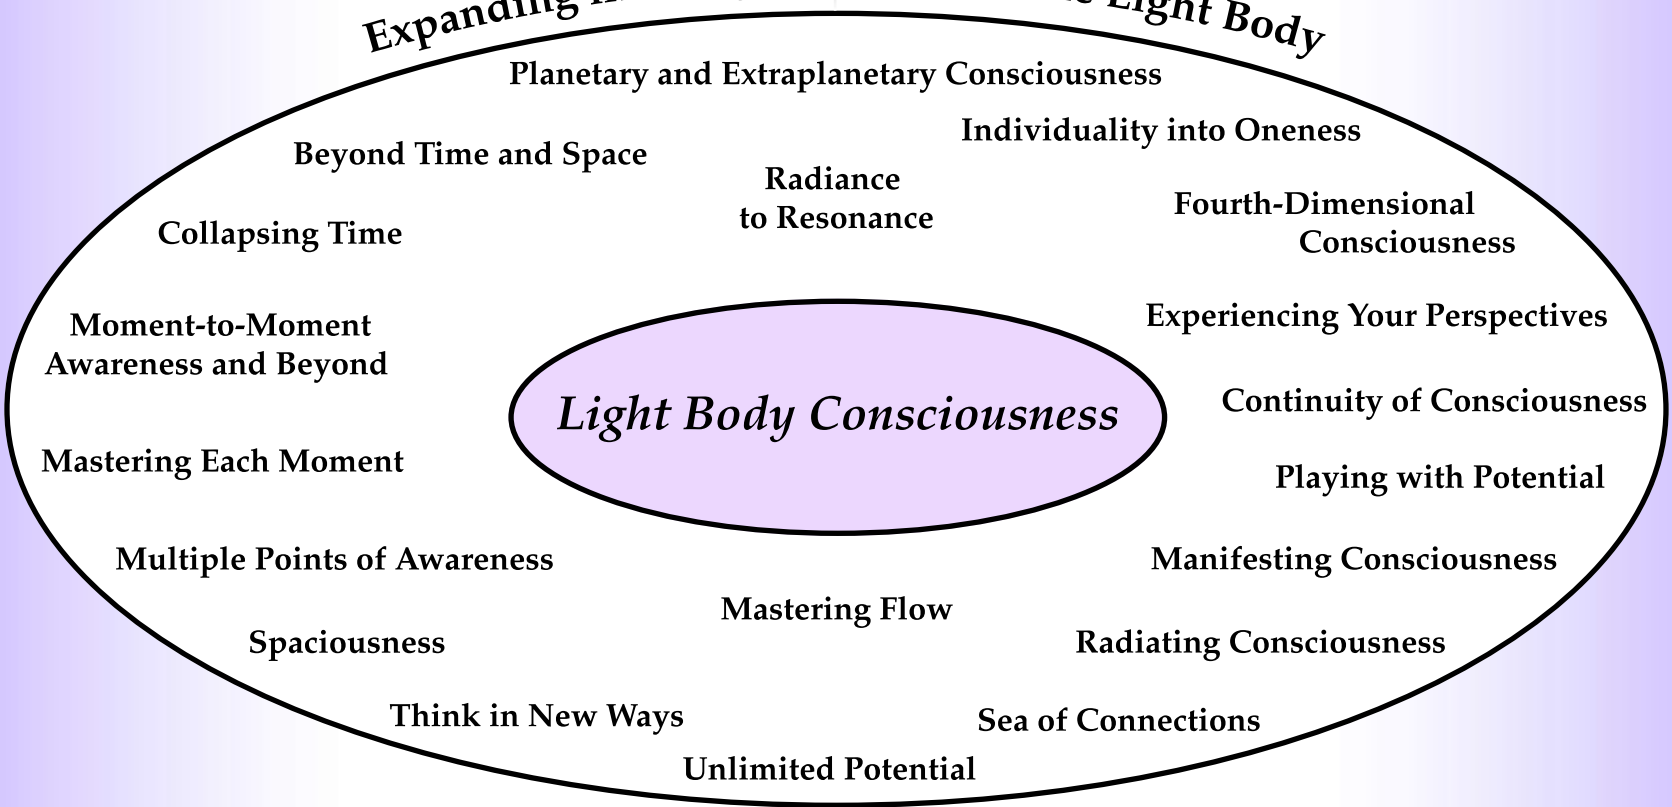 Expanding
Light Body
Planetary and Extraplanetary Consciousness
Individuality into Oneness
Beyond Time and Space
Radiance
to Resonance
Fourth-Dimensional
Consciousness
Collapsing Time
Experiencing Your Perspectives
Moment-to-Moment
Awareness and Beyond
Continuity of Consciousness
Light Body Consciousness
Mastering Each Moment
Playing with Potential
Multiple Points of Awareness
Manifesting Consciousness
Mastering Flow
Spaciousness
Radiating Consciousness
Think in New Ways
Sea of Connections
Unlimited Potential